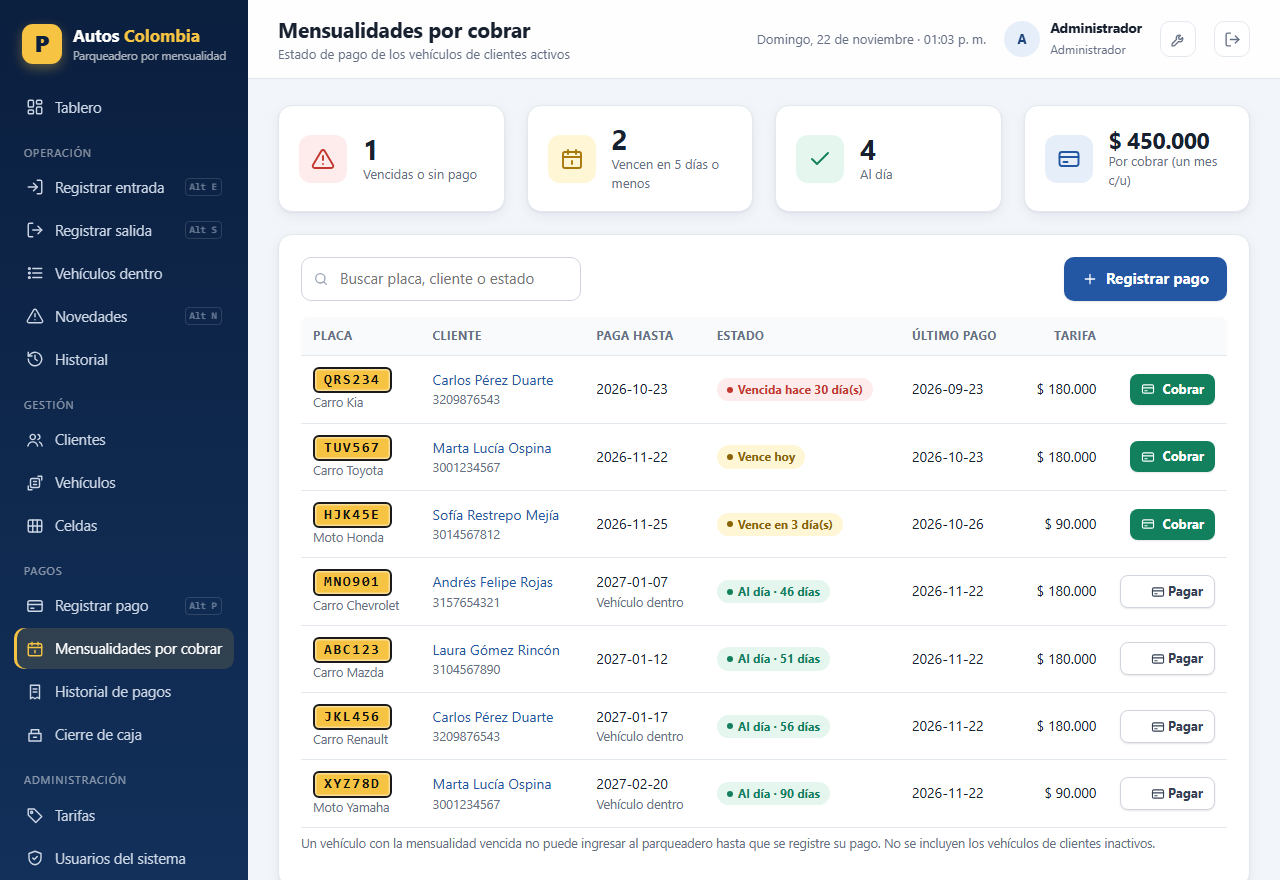 P
Autos Colombia
Parqueadero por mensualidad
Tablero
OPERACIÓN
Registrar entrada Alt E
Registrar salida Alt S
Vehículos dentro
Novedades Alt N
Historial
GESTIÓN
Clientes
Vehículos
Celdas
PAGOS
Registrar pago Alt P
Mensualidades por cobrar
Historial de pagos
Cierre de caja
ADMINISTRACIÓN
Tarifas
Usuarios del sistema
Mensualidades por cobrar
Estado de pago de los vehículos de clientes activos
Domingo, 22 de noviembre · 01:03 p. m.
A
Administrador
Administrador
1
Vencidas o sin pago
2
Vencen en 5 días o
menos
4
Al día
$ 450.000
Por cobrar (un mes
c/u)
Buscar placa, cliente o estado
+ Registrar pago
PLACA CLIENTE PAGA HASTA ESTADO ÚLTIMO PAGO TARIFA
QRS234 Carlos Pérez Duarte 2026-10-23 Vencida hace 30 día(s) 2026-09-23 $ 180.000 Cobrar
Carro Kia 3209876543
TUV567 Marta Lucía Ospina 2026-11-22 Vence hoy 2026-10-23 $ 180.000 Cobrar
Carro Toyota 3001234567
HJK45E Sofía Restrepo Mejía 2026-11-25 Vence en 3 día(s) 2026-10-26 $ 90.000 Cobrar
Moto Honda 3014567812
MNO901 Andrés Felipe Rojas 2027-01-07 Al día · 46 días 2026-11-22 $ 180.000 Pagar
Carro Chevrolet 3157654321 Vehículo dentro
ABC123 Laura Gómez Rincón 2027-01-12 Al día · 51 días 2026-11-22 $ 180.000 Pagar
Carro Mazda 3104567890
JKL456 Carlos Pérez Duarte 2027-01-17 Al día · 56 días 2026-11-22 $ 180.000 Pagar
Carro Renault 3209876543 Vehículo dentro
XYZ78D Marta Lucía Ospina 2027-02-20 Al día · 90 días 2026-11-22 $ 90.000 Pagar
Moto Yamaha 3001234567 Vehículo dentro
Un vehículo con la mensualidad vencida no puede ingresar al parqueadero hasta que se registre su pago. No se incluyen los vehículos de clientes inactivos.